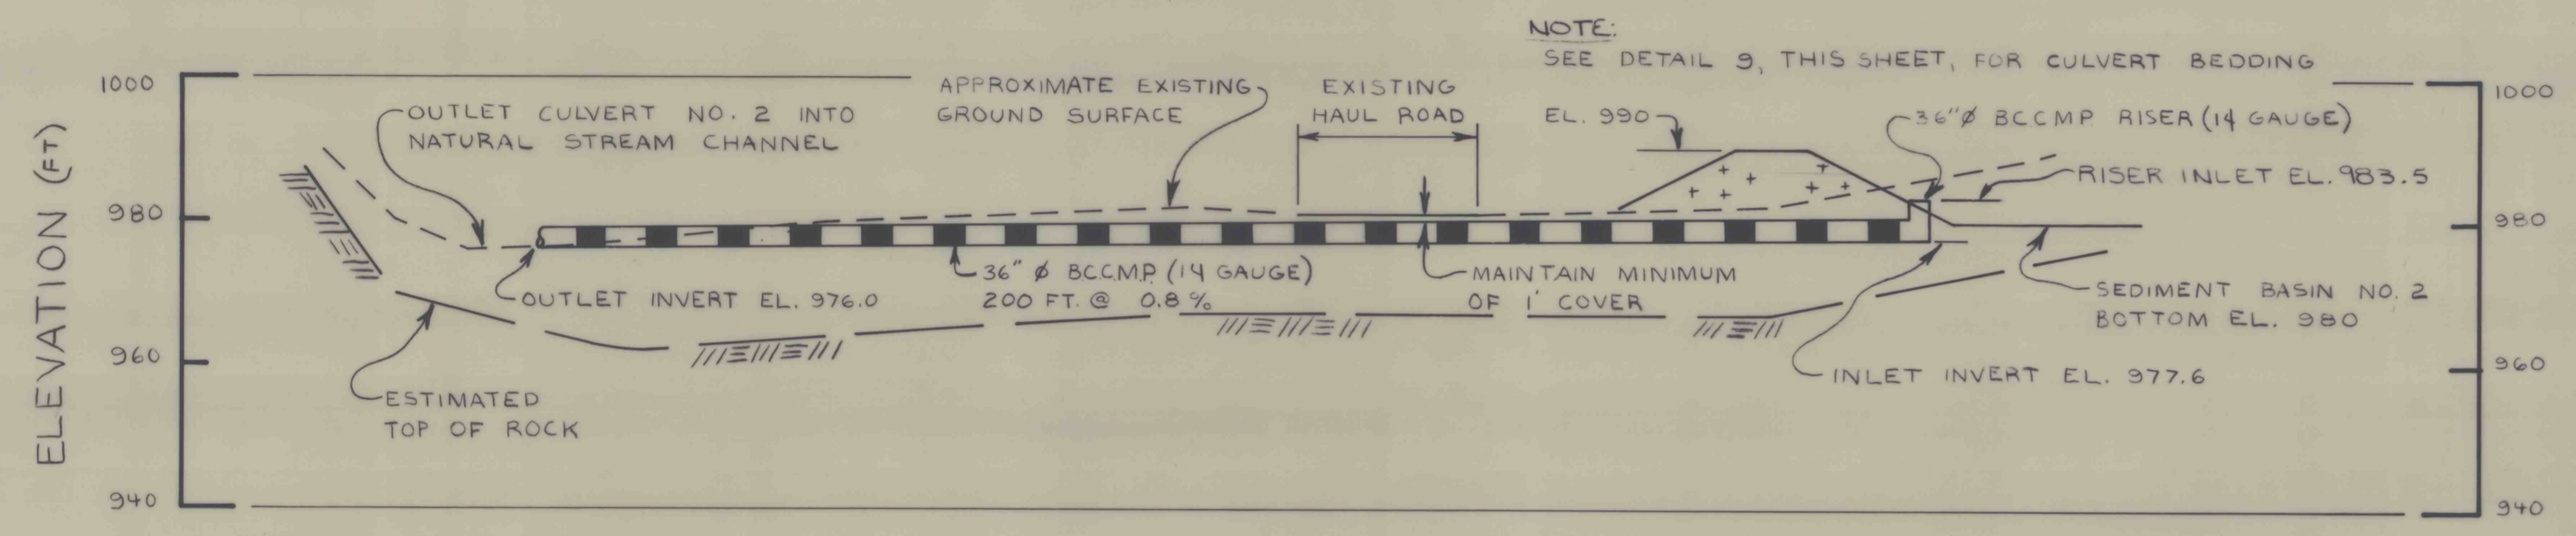 NOTE:
SEE DETAIL 9, THIS SHEET, FOR CULVERT BEDDING
ELEVATION (FT)
1000
980
960
940
OUTLET CULVERT NO. 2 INTO
NATURAL STREAM CHANNEL
APPROXIMATE EXISTING
GROUND SURFACE
EXISTING
HAUL ROAD
EL. 990
36"Ø BCCMP RISER (14 GAUGE)
RISER INLET EL. 983.5
OUTLET INVERT EL. 976.0
36" Ø BCCMP. (14 GAUGE)
200 FT. @ 0.8 %
MAINTAIN MINIMUM
OF 1' COVER
SEDIMENT BASIN NO. 2
BOTTOM EL. 980
INLET INVERT EL. 977.6
ESTIMATED
TOP OF ROCK
1000
980
960
940